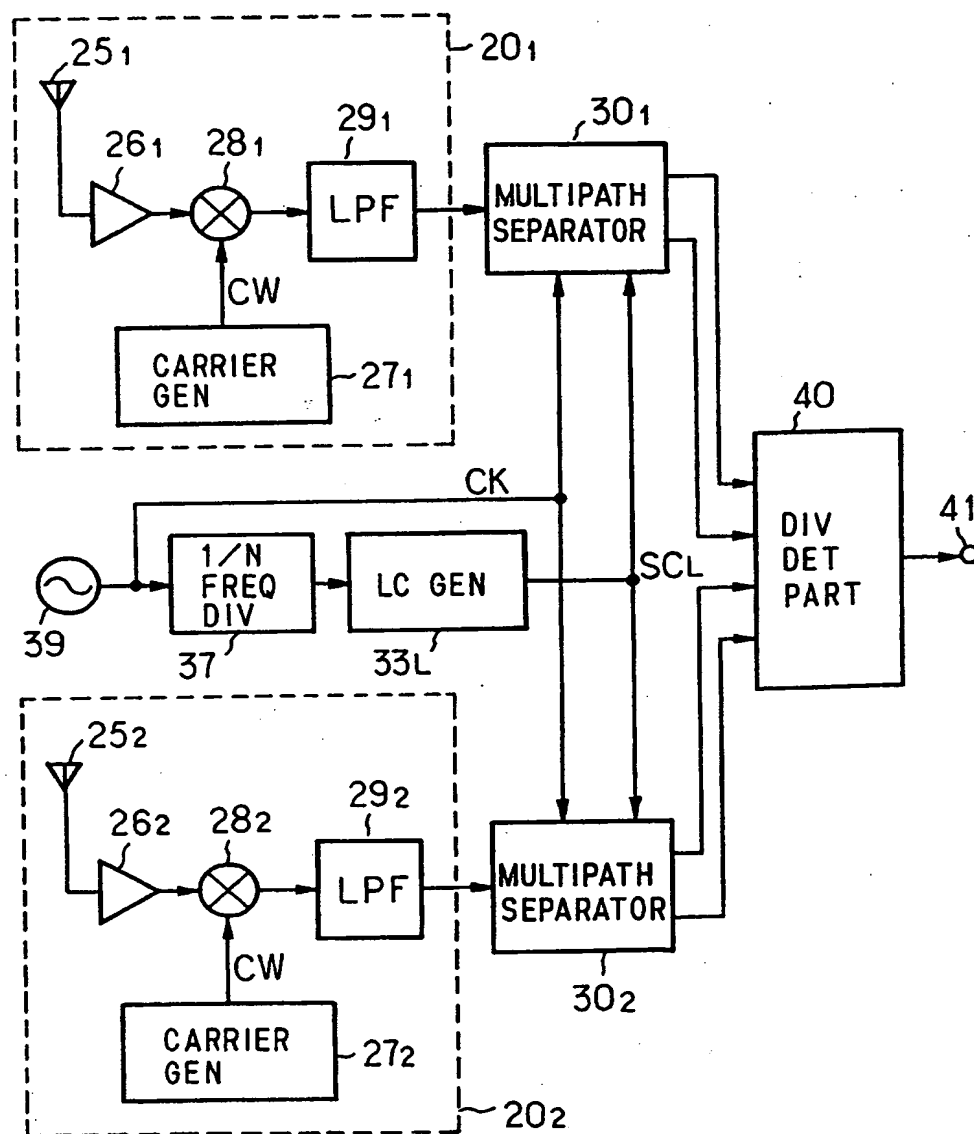 25₁
20₁
26₁
28₁
29₁
LPF
30₁
MULTIPATH
SEPARATOR
CW
CARRIER
GEN
27₁
40
DIV
DET
PART
41
CK
39
1/N
FREQ
DIV
37
LC GEN
33L
SCL
25₂
26₂
28₂
29₂
LPF
MULTIPATH
SEPARATOR
30₂
CW
CARRIER
GEN
27₂
20₂